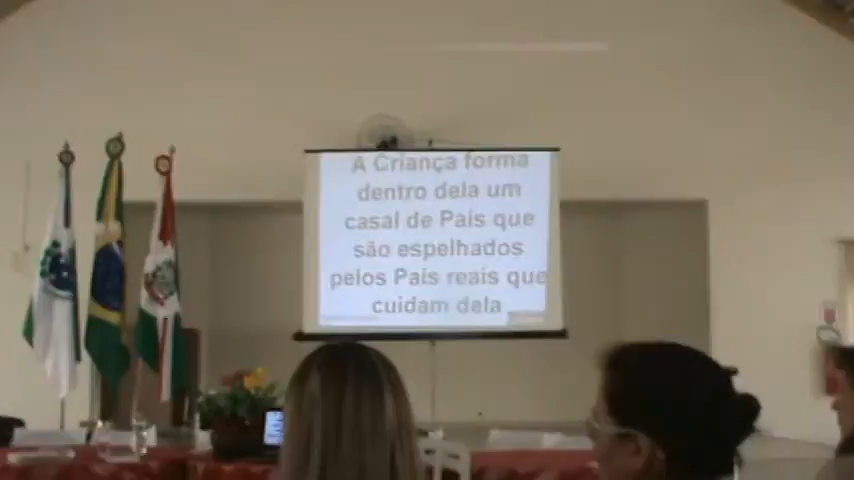 A Criança forma
dentro dela um
casal de Pais que
são espelhados
pelos Pais reais que
cuidam dela